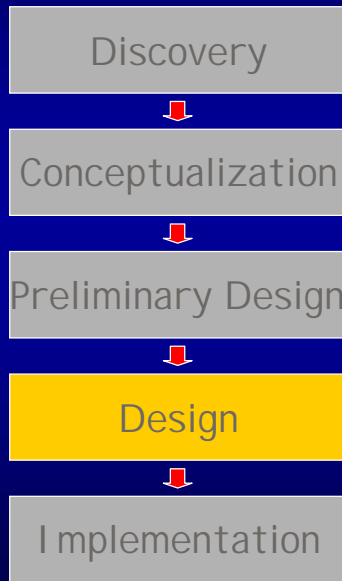 Discovery
Conceptualization
Preliminary Design
Design
Implementation